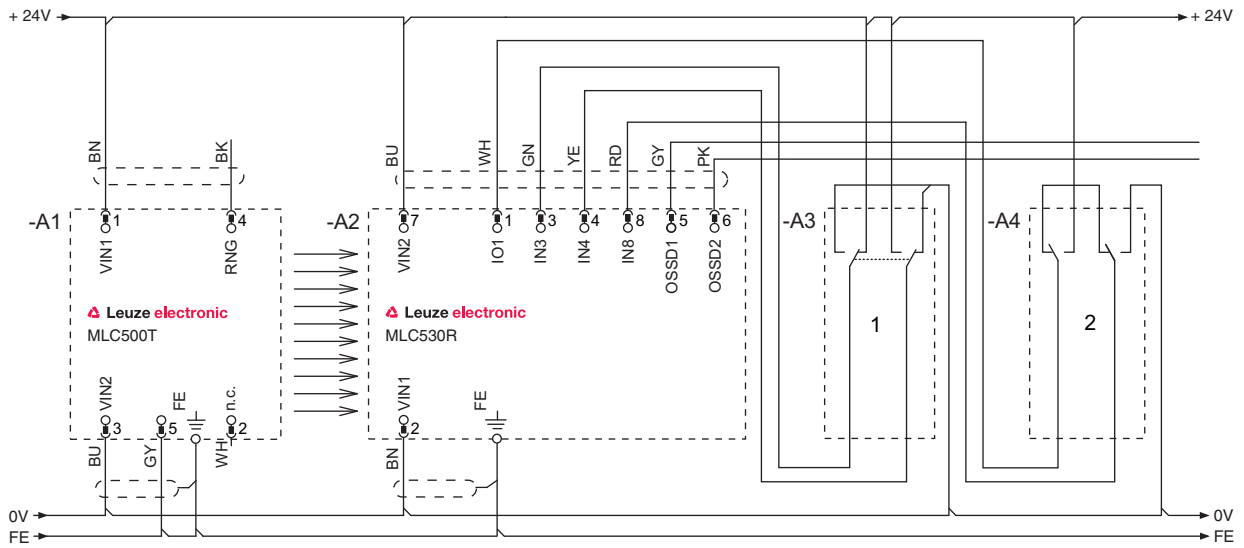 + 24V
+ 24V
BN
BK
BU
WH
GN
YE
RD
GY
PK
-A1
1
4
-A2
7
1
3
4
8
5
6
-A3
-A4
VIN1
RNG
VIN2
IO1
IN3
IN4
IN8
OSSD1
OSSD2
Leuze electronic
MLC500T
Leuze electronic
MLC530R
1
2
VIN2
FE
n.c.
VIN1
FE
3
5
2
2
BU
GY
WH
BN
0V
0V
FE
FE